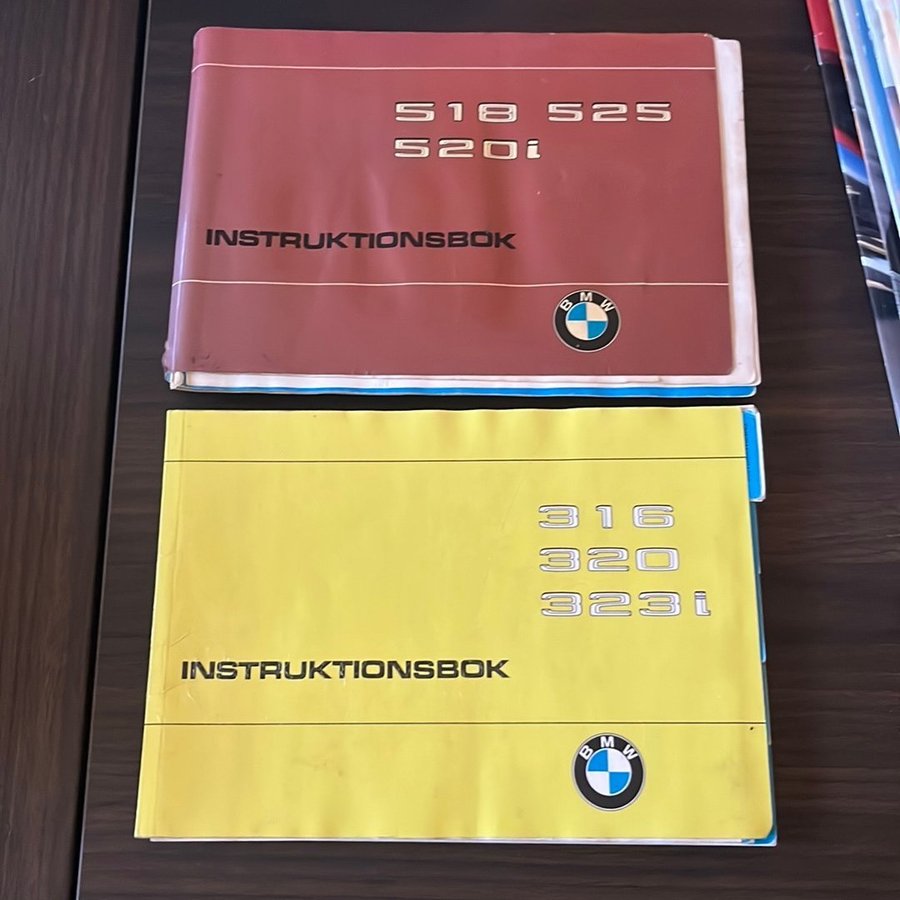 518 525
520i
INSTRUKTIONSBOK
BMW
316
320
323i
INSTRUKTIONSBOK
BMW